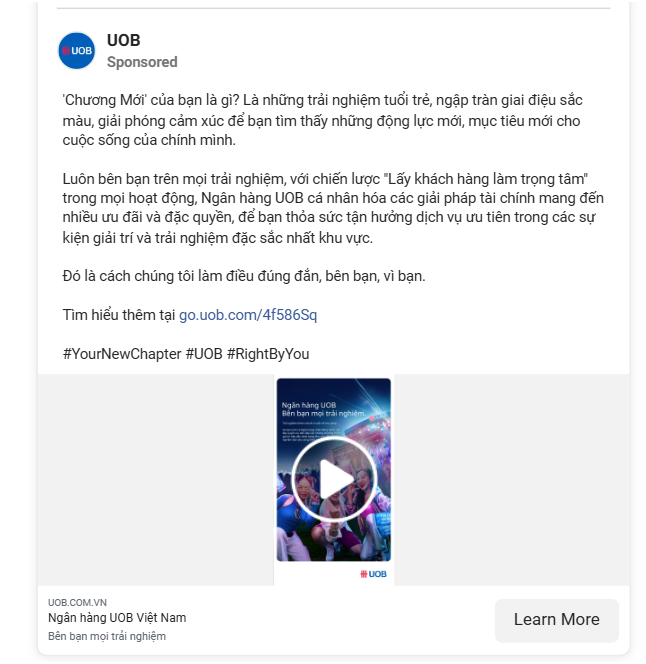 UOB
UOB
Sponsored
'Chương Mới' của bạn là gì? Là những trải nghiệm tuổi trẻ, ngập tràn giai điệu sắc
màu, giải phóng cảm xúc để bạn tìm thấy những động lực mới, mục tiêu mới cho
cuộc sống của chính mình.
Luôn bên bạn trên mọi trải nghiệm, với chiến lược "Lấy khách hàng làm trọng tâm"
trong mọi hoạt động, Ngân hàng UOB cá nhân hóa các giải pháp tài chính mang đến
nhiều ưu đãi và đặc quyền, để bạn thỏa sức tận hưởng dịch vụ ưu tiên trong các sự
kiện giải trí và trải nghiệm đặc sắc nhất khu vực.
Đó là cách chúng tôi làm điều đúng đắn, bên bạn, vì bạn.
Tìm hiểu thêm tại go.uob.com/4f586Sq
#YourNewChapter #UOB #RightByYou
Ngân hàng UOB
Bên bạn mọi trải nghiệm.
UOB
UOB.COM.VN
Ngân hàng UOB Việt Nam
Bên bạn mọi trải nghiệm
Learn More